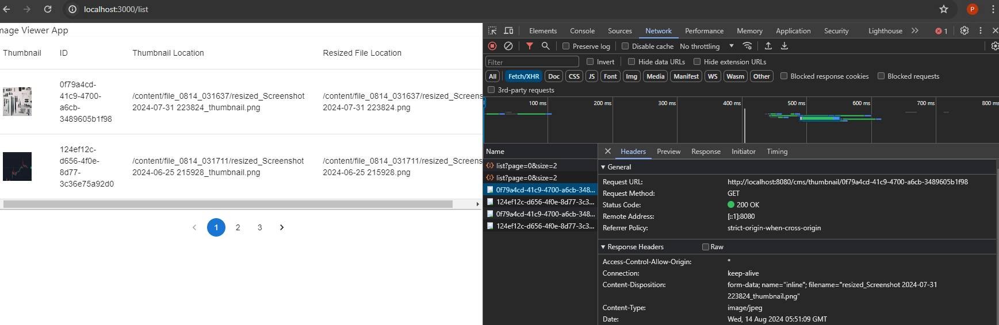 localhost:3000/list
P
mage Viewer App
Thumbnail ID Thumbnail Location Resized File Location
0f79a4cd-
41c9-4700-
a6cb-
3489605b1f98
/content/file_0814_031637/resized_Screenshot
2024-07-31 223824_thumbnail.png
/content/file_0814_031637/resized_Screens
2024-07-31 223824.png
124ef12c-
d656-4f0e-
8d77-
3c36e75a92d0
/content/file_0814_031711/resized_Screenshot
2024-06-25 215928_thumbnail.png
/content/file_0814_031711/resized_Screens
2024-06-25 215928.png
1 2 3
Elements Console Sources Network Performance Memory Application Security Lighthouse 1
Preserve log Disable cache No throttling
Filter Invert Hide data URLs Hide extension URLs
All Fetch/XHR Doc CSS JS Font Img Media Manifest WS Wasm Other Blocked response cookies Blocked requests
3rd-party requests
100 ms 200 ms 300 ms 400 ms 500 ms 600 ms 700 ms 800 ms
Name
list?page=0&size=2
list?page=0&size=2
0f79a4cd-41c9-4700-a6cb-348...
124ef12c-d656-4f0e-8d77-3c3...
0f79a4cd-41c9-4700-a6cb-348...
124ef12c-d656-4f0e-8d77-3c3...
Headers Preview Response Initiator Timing
General
Request URL: http://localhost:8080/cms/thumbnail/0f79a4cd-41c9-4700-a6cb-3489605b1f98
Request Method: GET
Status Code: 200 OK
Remote Address: [::1]:8080
Referrer Policy: strict-origin-when-cross-origin
Response Headers Raw
Access-Control-Allow-Origin: *
Connection: keep-alive
Content-Disposition: form-data; name="inline"; filename="resized_Screenshot 2024-07-31
223824_thumbnail.png"
Content-Type: image/jpeg
Date: Wed, 14 Aug 2024 05:51:09 GMT